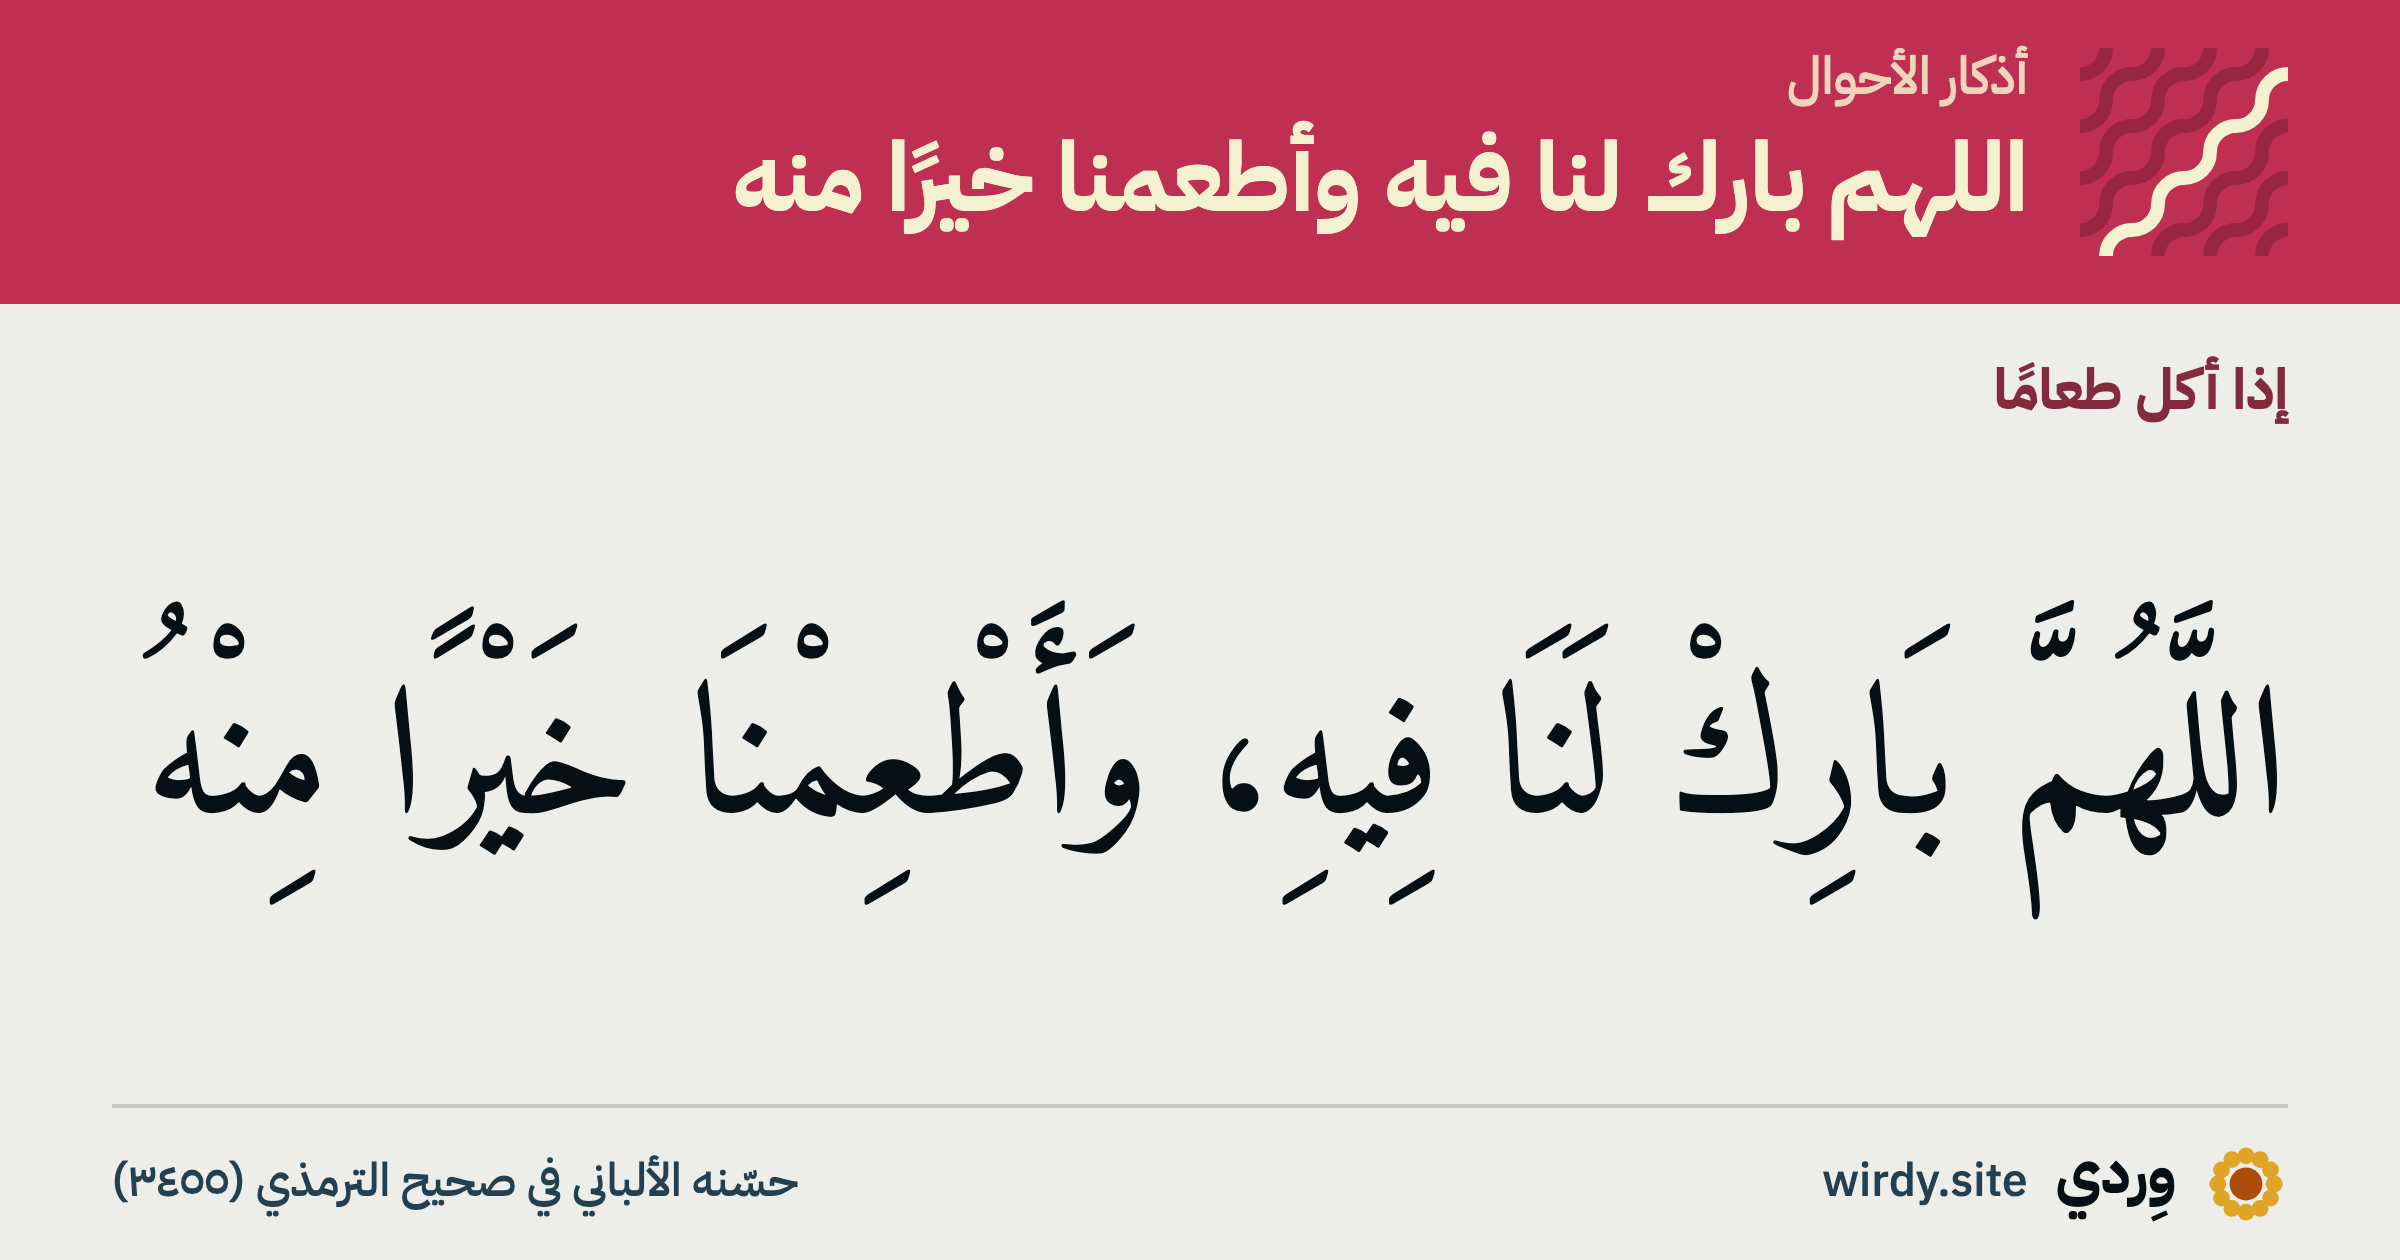 أذكار الأحوال
اللهم بارك لنا فيه وأطعمنا خيرًا منه
إذا أكل طعامًا
اللَّهُمَّ بَارِكْ لَنَا فِيهِ، وَأَطْعِمْنَا خَيْرًا مِنْهُ
وِردي wirdy.site
حسّنه الألباني في صحيح الترمذي (٣٤٥٥)